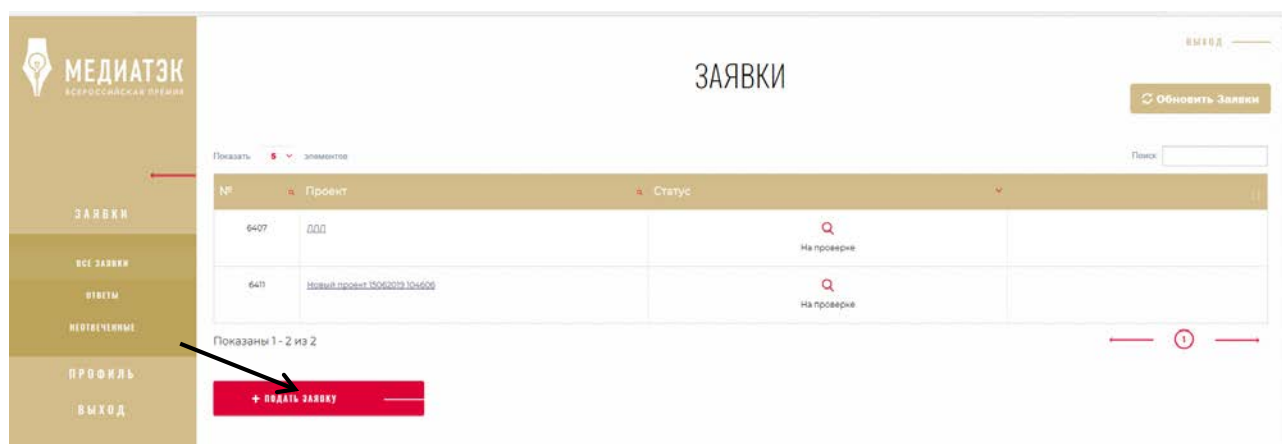 МЕДИАТЭК
ВСЕРОССИЙСКАЯ ПРЕМИЯ
ВЫХОД
ЗАЯВКИ
Обновить Заявки
Показать 5 элементов
Поиск
№ Проект Статус
6407 ДДД На проверке
6411 Новый проект 15062019 104606 На проверке
Показаны 1 - 2 из 2
1
+ ПОДАТЬ ЗАЯВКУ
ЗАЯВКИ
ВСЕ ЗАЯВКИ
ОТВЕТЫ
НЕОТВЕЧЕННЫЕ
ПРОФИЛЬ
ВЫХОД